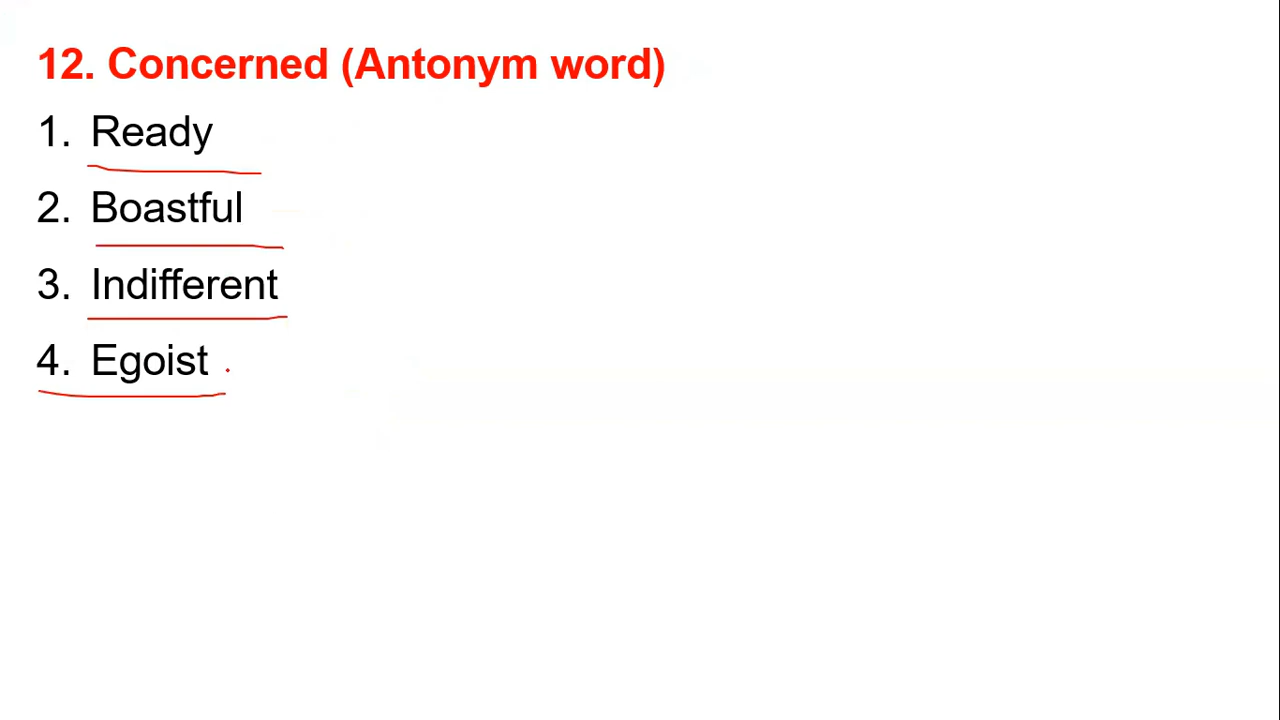 12. Concerned (Antonym word)
1. Ready
2. Boastful
3. Indifferent
4. Egoist